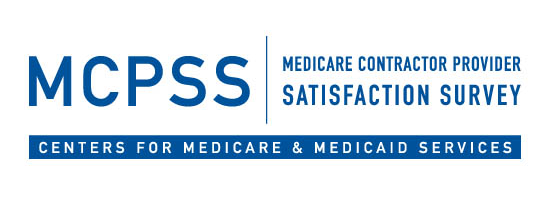 MCPSS
MEDICARE CONTRACTOR PROVIDER
SATISFACTION SURVEY
CENTERS FOR MEDICARE & MEDICAID SERVICES